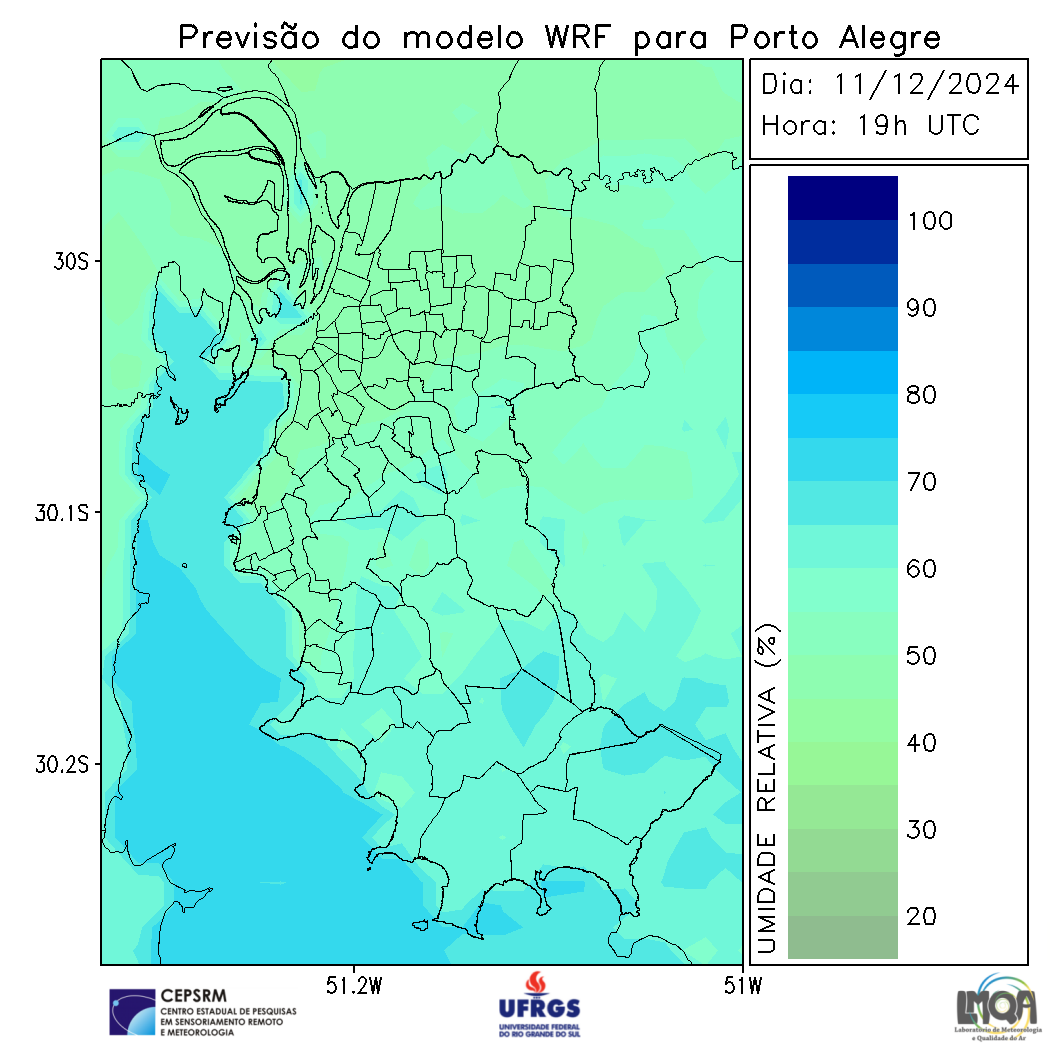 Previsão do modelo WRF para Porto Alegre
Dia: 11/12/2024
Hora: 19h UTC
100
90
80
70
60
50
40
30
20
UMIDADE RELATIVA (%)
30S
30.1S
30.2S
51.2W
51W
CEPSRM
CENTRO ESTADUAL DE PESQUISAS
EM SENSORIAMENTO REMOTO
E METEOROLOGIA
UFRGS
UNIVERSIDADE FEDERAL
DO RIO GRANDE DO SUL
LMQA
Laboratório de Meteorologia
e Qualidade do Ar